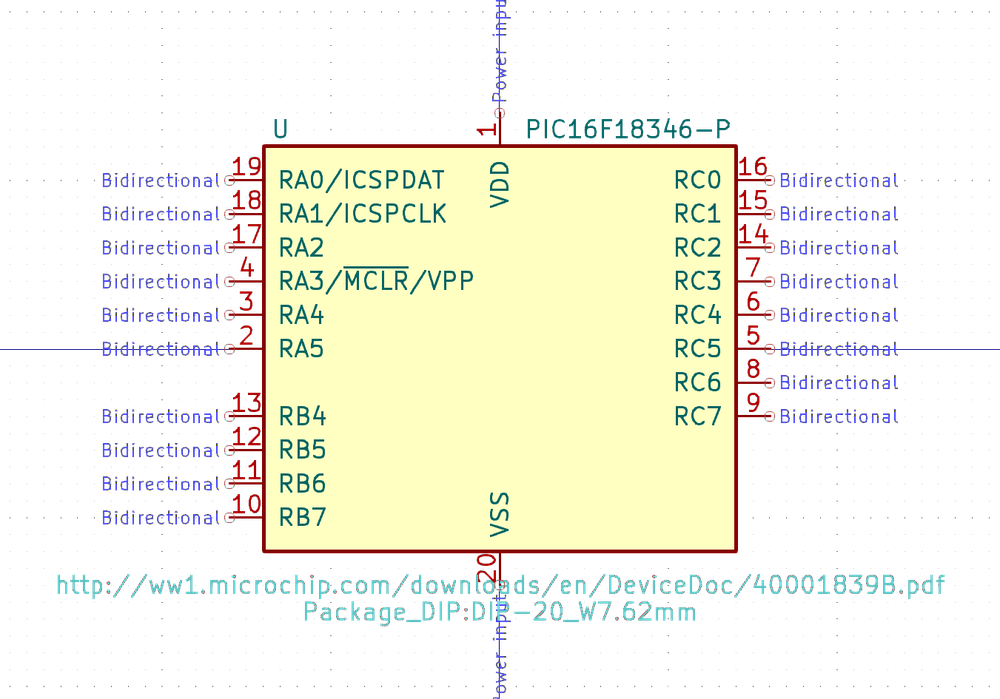 Power input
U 1 PIC16F18346-P
VDD
Bidirectional 19 RA0/ICSPDAT RC0 16 Bidirectional
Bidirectional 18 RA1/ICSPCLK RC1 15 Bidirectional
Bidirectional 17 RA2 RC2 14 Bidirectional
Bidirectional 4 RA3/MCLR/VPP RC3 7 Bidirectional
Bidirectional 3 RA4 RC4 6 Bidirectional
Bidirectional 2 RA5 RC5 5 Bidirectional
RC6 8 Bidirectional
Bidirectional 13 RB4 RC7 9 Bidirectional
Bidirectional 12 RB5
Bidirectional 11 RB6
Bidirectional 10 RB7
VSS
20
http://ww1.microchip.com/downloads/en/DeviceDoc/40001839B.pdf
Package_DIP:DIP-20_W7.62mm
ower input